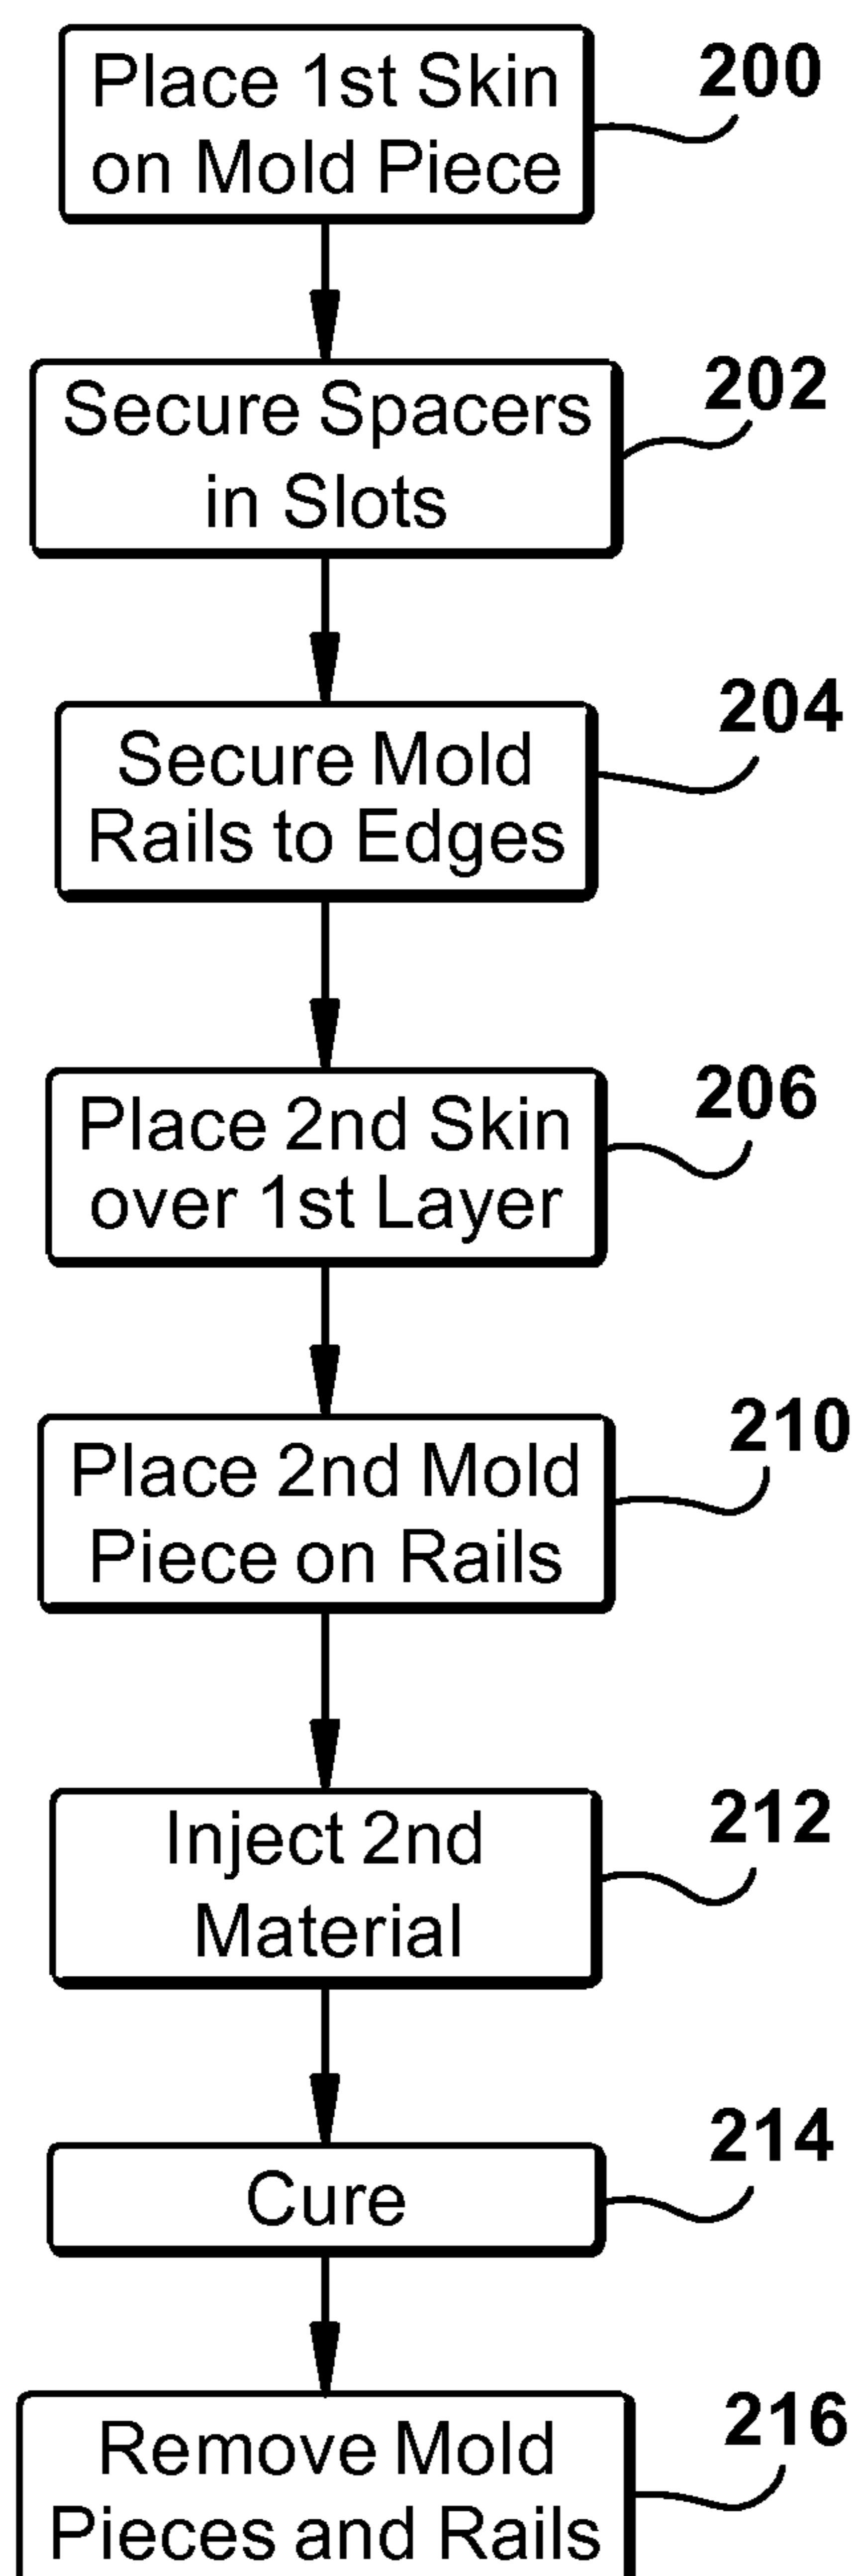 Place 1st Skin
on Mold Piece
200
Secure Spacers
in Slots
202
Secure Mold
Rails to Edges
204
Place 2nd Skin
over 1st Layer
206
Place 2nd Mold
Piece on Rails
210
Inject 2nd
Material
212
Cure
214
Remove Mold
Pieces and Rails
216